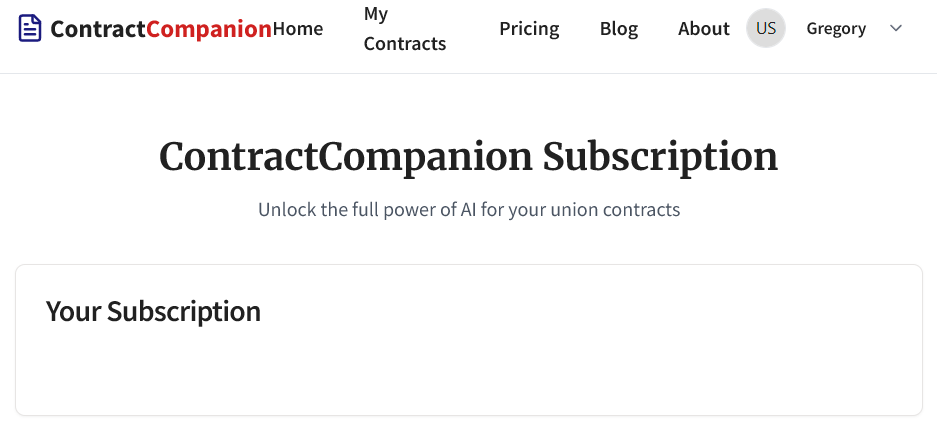 ContractCompanion Home My Contracts Pricing Blog About US Gregory
ContractCompanion Subscription
Unlock the full power of AI for your union contracts
Your Subscription